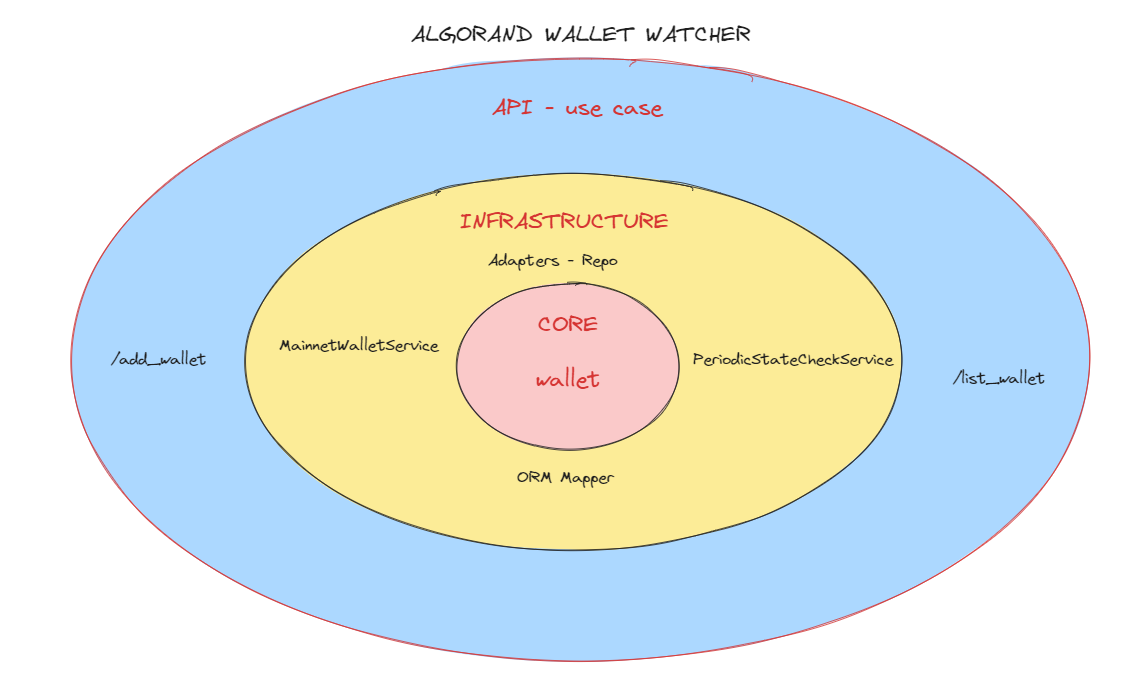 ALGORAND WALLET WATCHER
API - use case
INFRASTRUCTURE
Adapters - Repo
CORE
MainnetWalletService
/add_wallet
PeriodicStateCheckService
wallet
/list_wallet
ORM Mapper